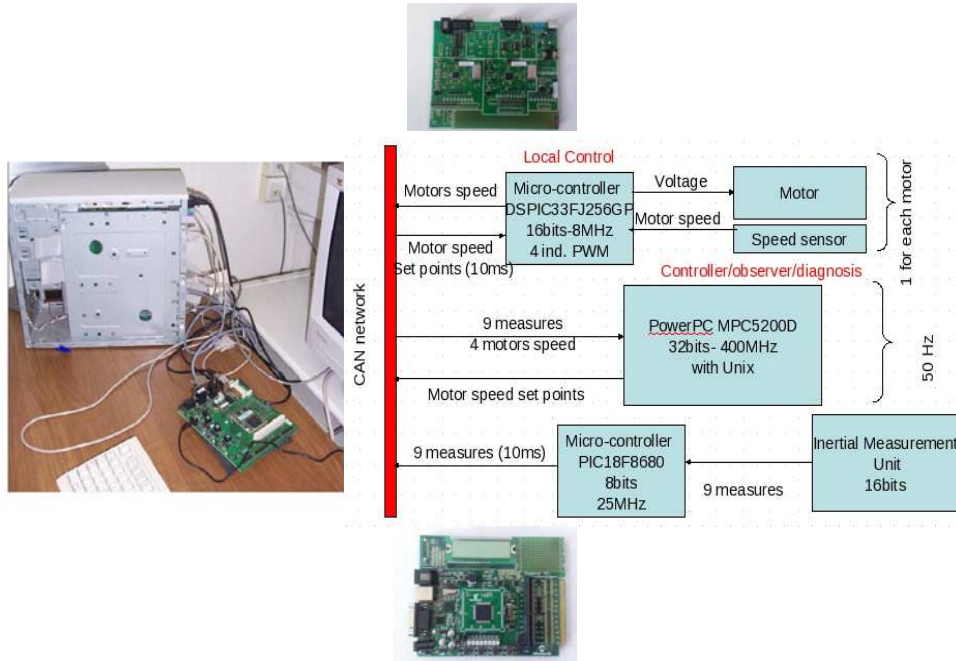 Local Control
Motors speed
Micro-controller
DSPIC33FJ256GP
16bits-8MHz
4 ind. PWM
Voltage
Motor
Motor speed
Speed sensor
1 for each motor
Motor speed
Set points (10ms)
Controller/observer/diagnosis
CAN network
9 measures
4 motors speed
PowerPC MPC5200D
32bits- 400MHz
with Unix
50 Hz
Motor speed set points
9 measures (10ms)
Micro-controller
PIC18F8680
8bits
25MHz
9 measures
Inertial Measurement
Unit
16bits